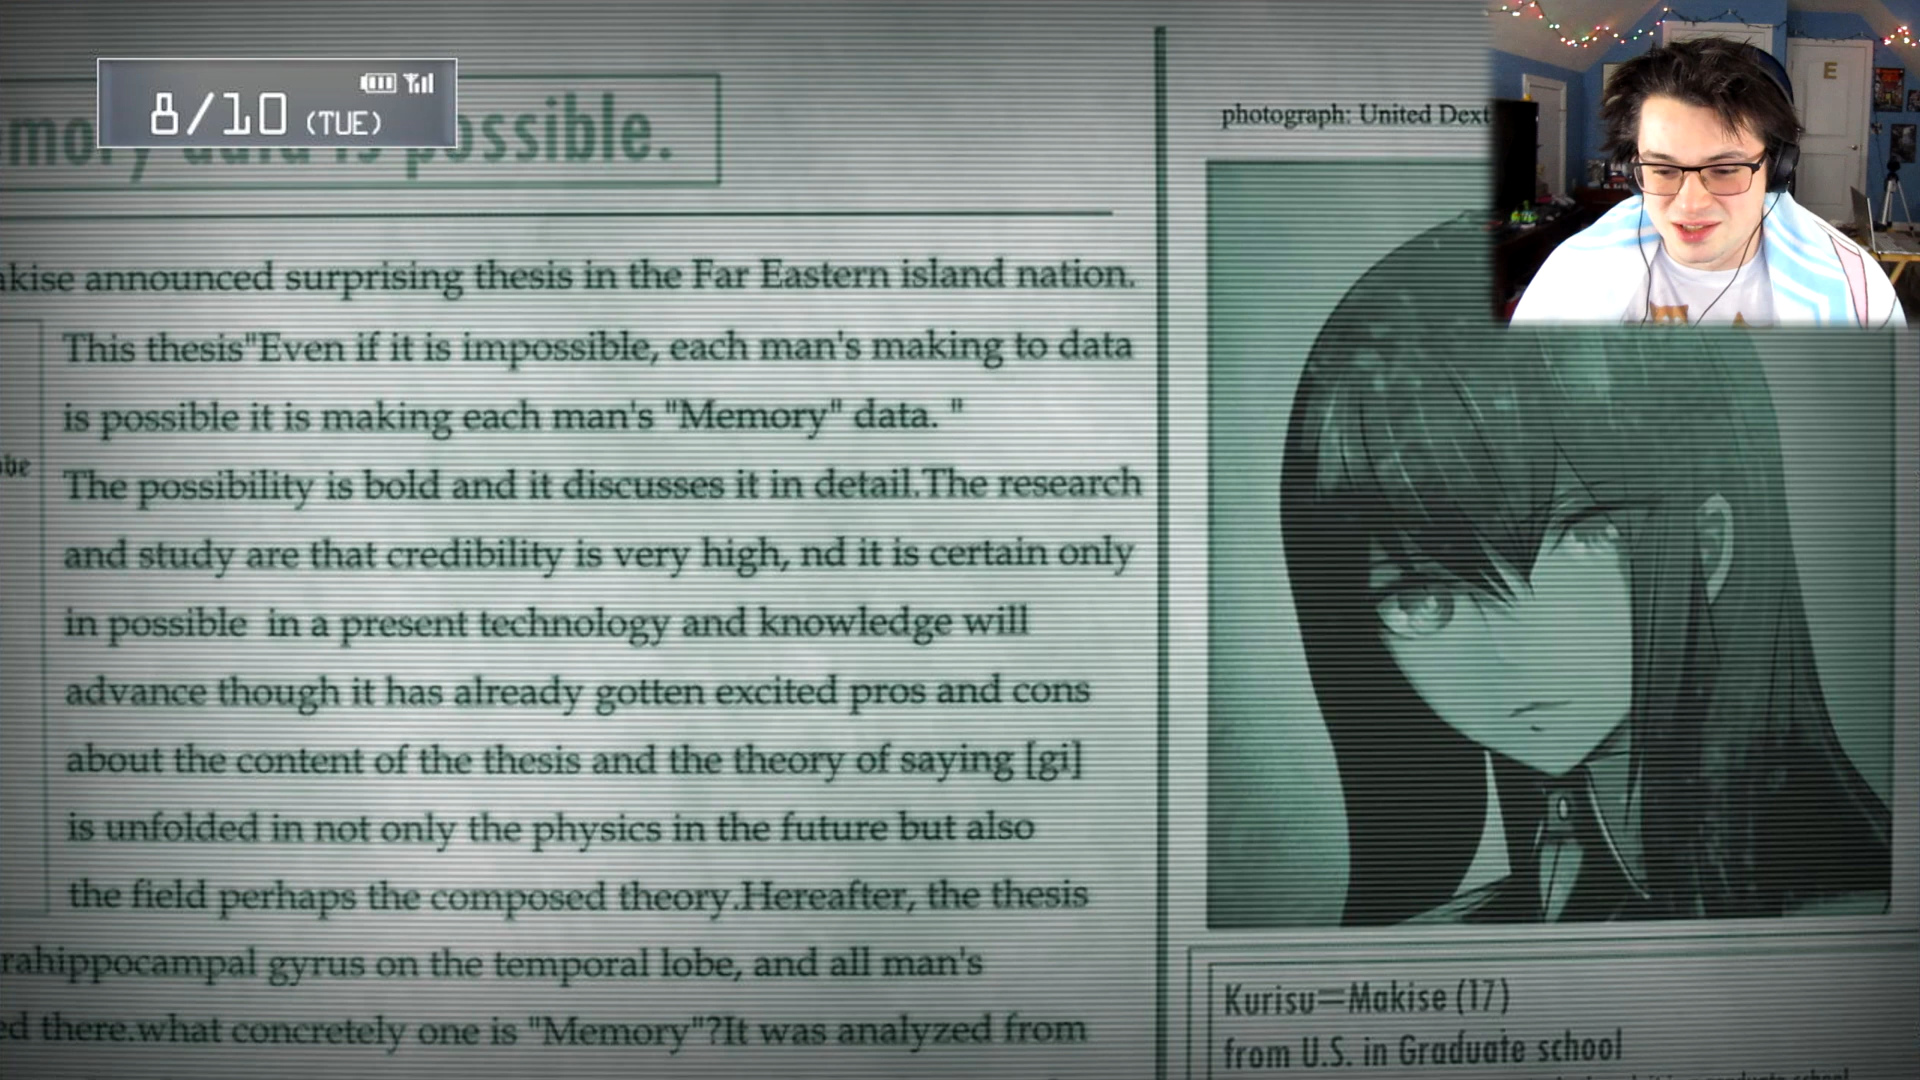 8/10 (TUE)
mory data is possible.
photograph: United Dext
akise announced surprising thesis in the Far Eastern island nation.
This thesis"Even if it is impossible, each man's making to data
is possible it is making each man's "Memory" data. "
The possibility is bold and it discusses it in detail.The research
and study are that credibility is very high, nd it is certain only
in possible in a present technology and knowledge will
advance though it has already gotten excited pros and cons
about the content of the thesis and the theory of saying [gi]
is unfolded in not only the physics in the future but also
the field perhaps the composed theory.Hereafter, the thesis
rahippocampal gyrus on the temporal lobe, and all man's
ed there.what concretely one is "Memory"?It was analyzed from
obe
Kurisu=Makise (17)
from U.S. in Graduate school
E